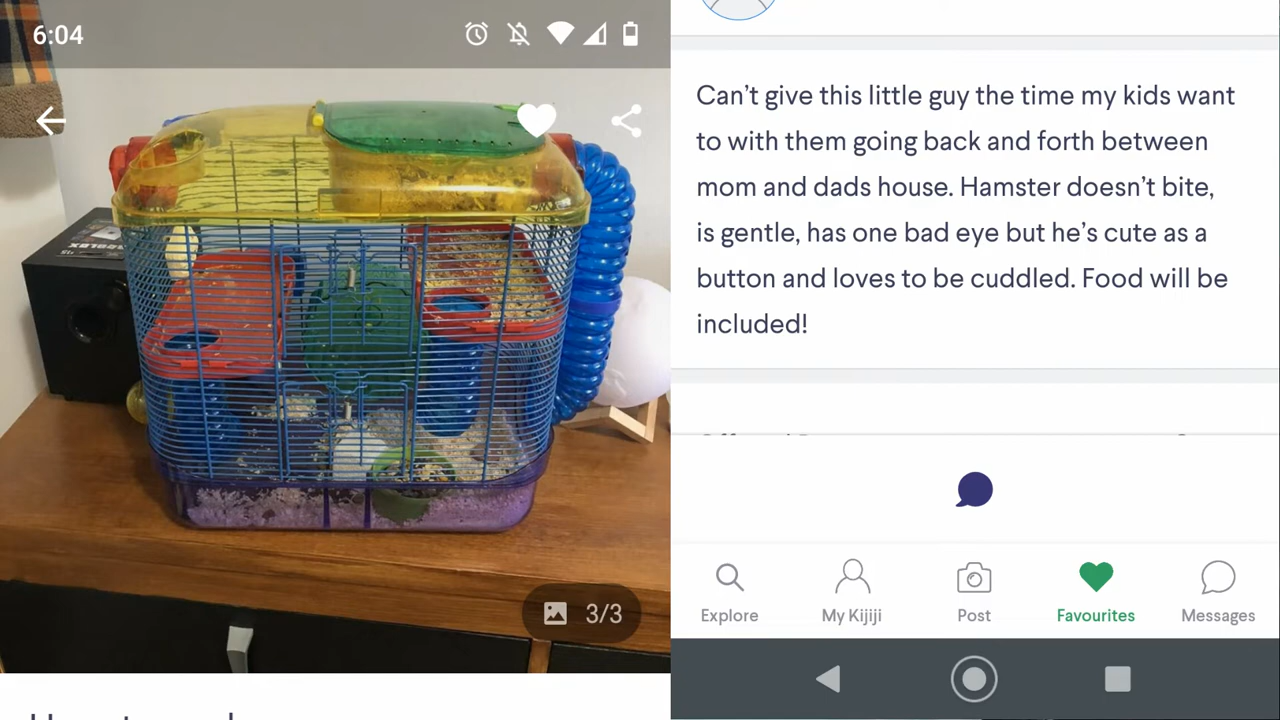 6:04
3/3
Can't give this little guy the time my kids want
to with them going back and forth between
mom and dads house. Hamster doesn't bite,
is gentle, has one bad eye but he's cute as a
button and loves to be cuddled. Food will be
included!
Explore
My Kijiji
Post
Favourites
Messages